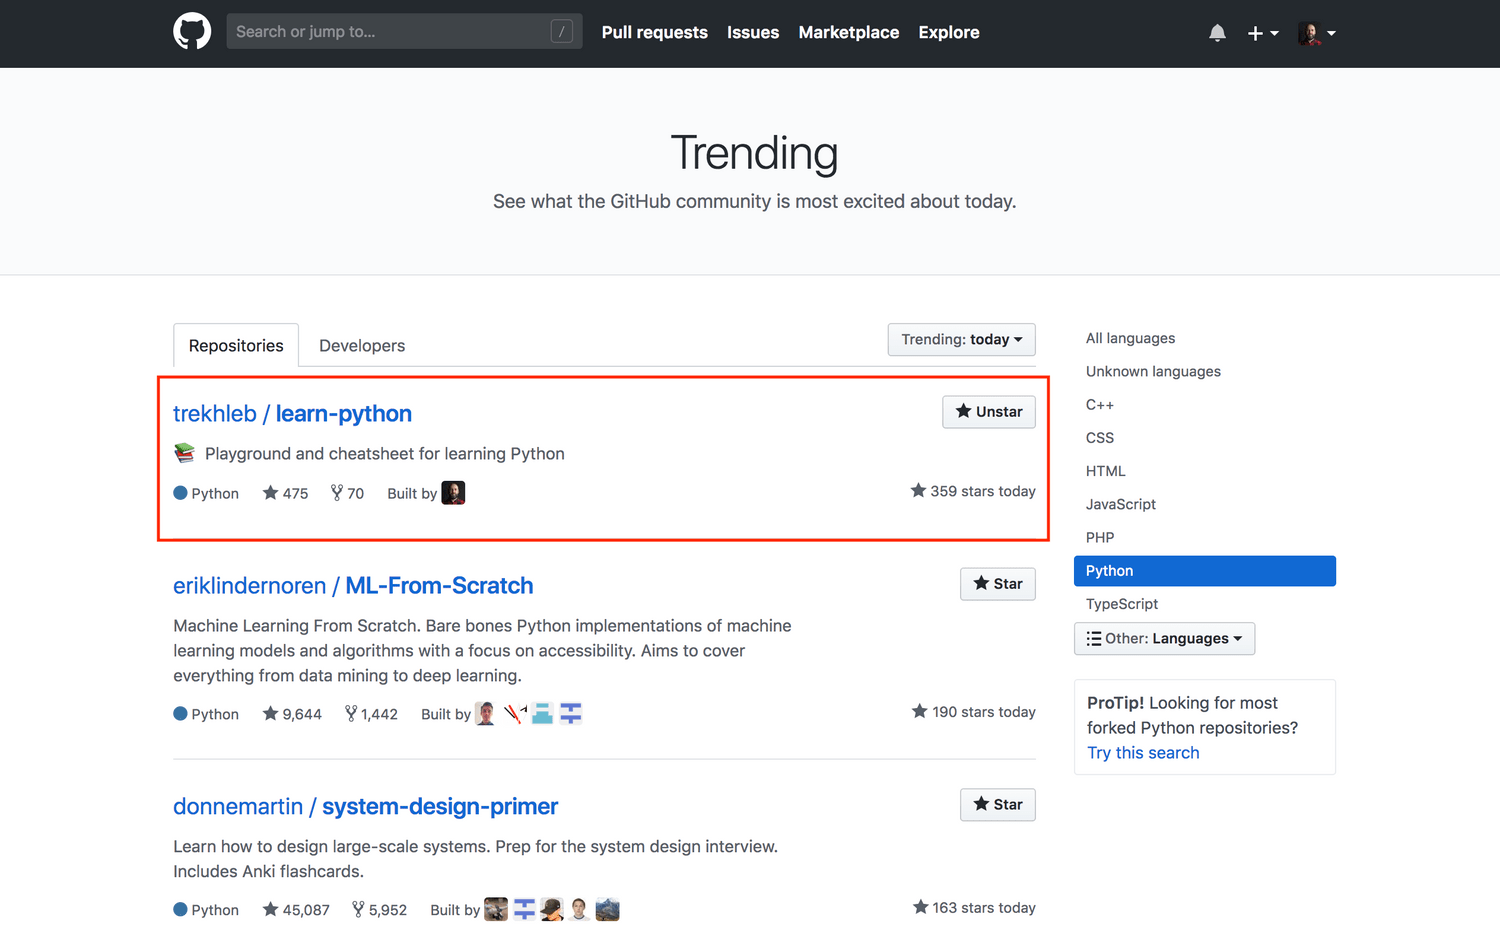 Search or jump to... /
Pull requests Issues Marketplace Explore
Trending
See what the GitHub community is most excited about today.
Repositories Developers
Trending: today
trekhleb / learn-python
Unstar
Playground and cheatsheet for learning Python
Python 475 70 Built by
359 stars today
eriklindernoren / ML-From-Scratch
Star
Machine Learning From Scratch. Bare bones Python implementations of machine
learning models and algorithms with a focus on accessibility. Aims to cover
everything from data mining to deep learning.
Python 9,644 1,442 Built by
190 stars today
donnemartin / system-design-primer
Star
Learn how to design large-scale systems. Prep for the system design interview.
Includes Anki flashcards.
Python 45,087 5,952 Built by
163 stars today
All languages
Unknown languages
C++
CSS
HTML
JavaScript
PHP
Python
TypeScript
Other: Languages
ProTip! Looking for most
forked Python repositories?
Try this search